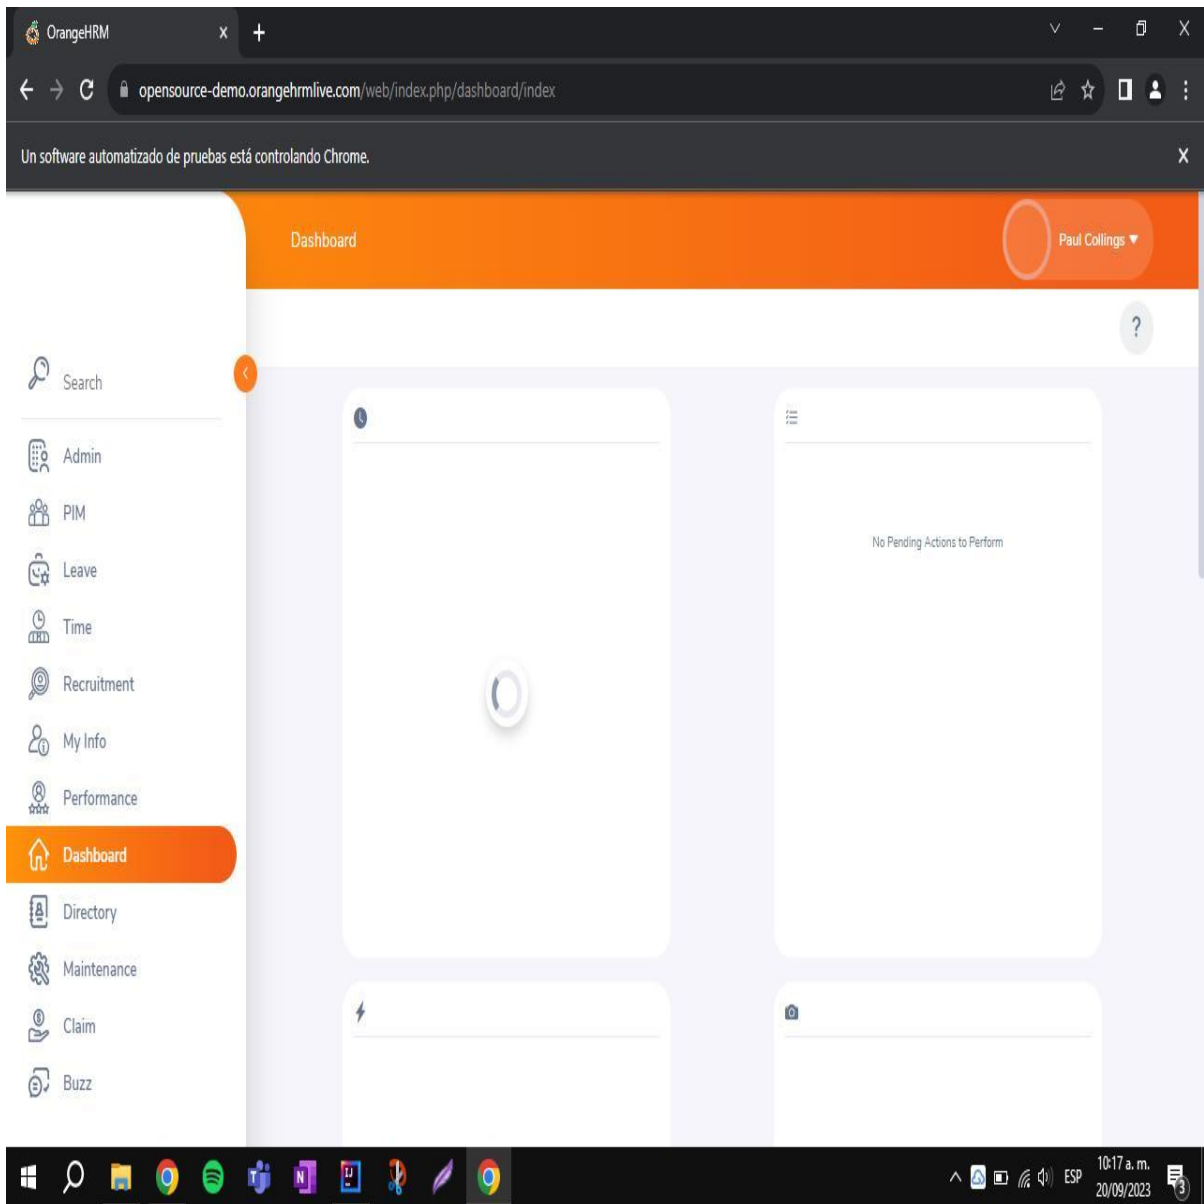 OrangeHRM
opensource-demo.orangehrmlive.com/web/index.php/dashboard/index
Un software automatizado de pruebas está controlando Chrome.
Dashboard
Paul Collings
?
Search
Admin
PIM
Leave
Time
Recruitment
My Info
Performance
Dashboard
Directory
Maintenance
Claim
Buzz
No Pending Actions to Perform
ESP
10:17 a. m.
20/09/2023
3